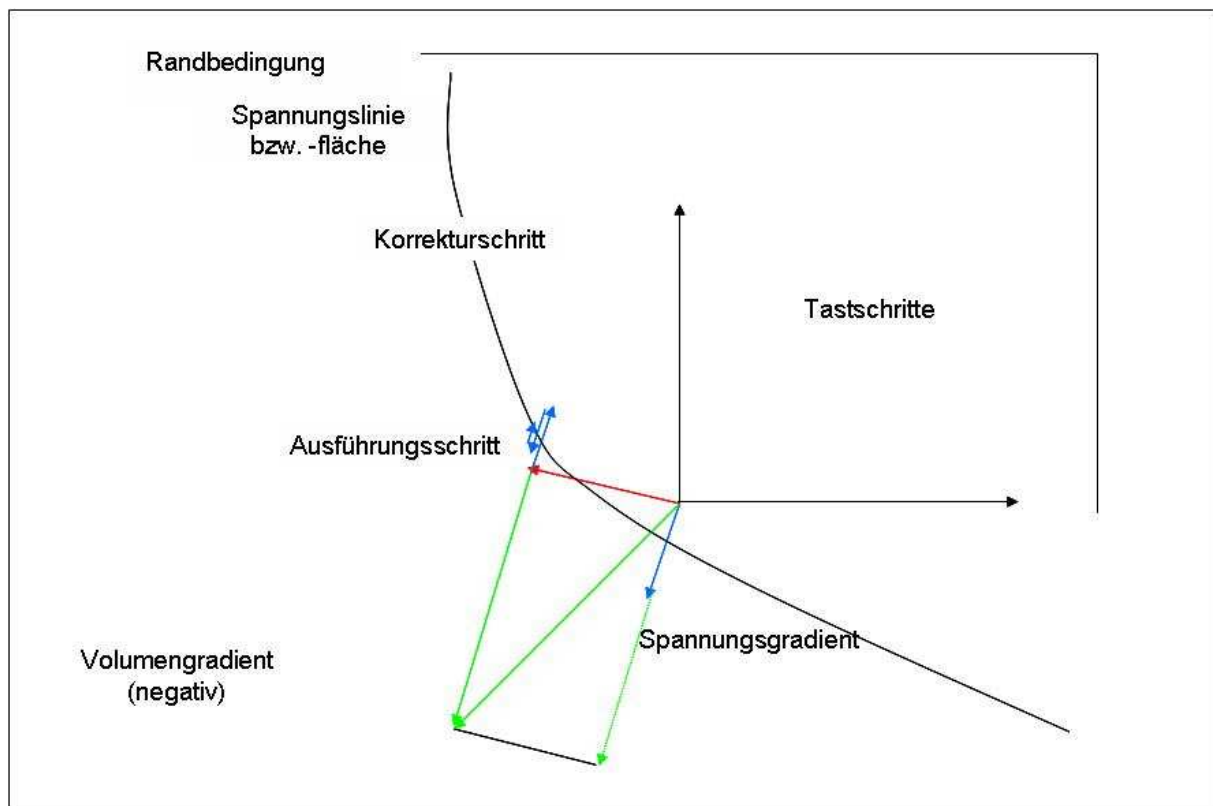 Randbedingung
Spannungslinie
bzw. -fläche
Korrekturschritt
Tastschritte
Ausführungsschritt
Spannungsgradient
Volumengradient
(negativ)